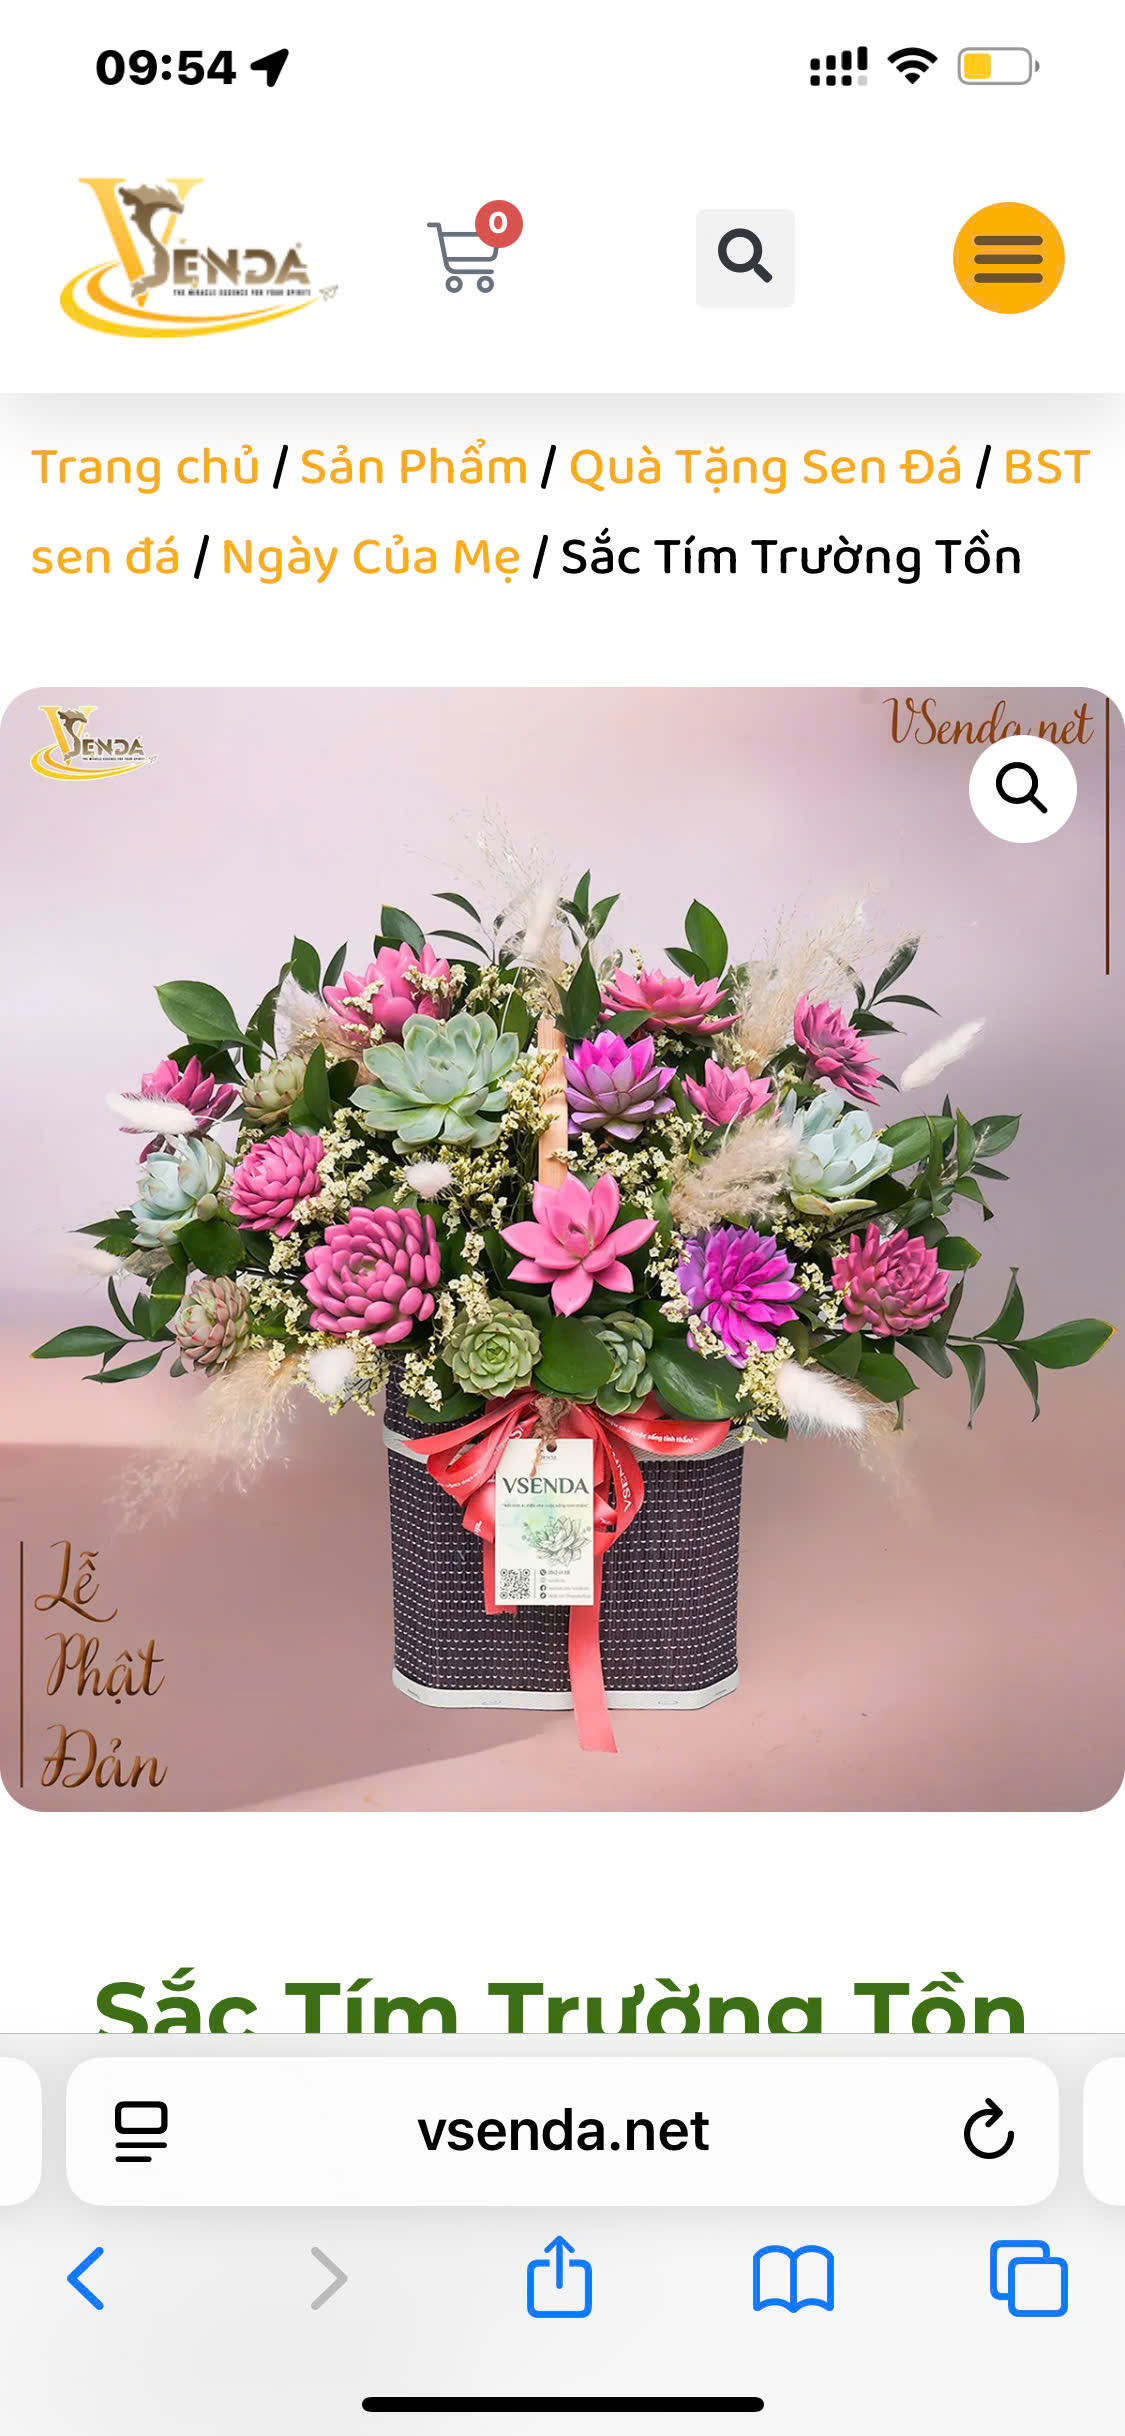 09:54
VSENDA
THE MIRACLE ESSENCE FOR YOUR SPIRIT
0
Trang chủ / Sản Phẩm / Quà Tặng Sen Đá / BST
sen đá / Ngày Của Mẹ / Sắc Tím Trường Tồn
VSENDA
VSenda.net
VSENDA
Lễ
Phật
Đản
Sắc Tím Trường Tồn
vsenda.net